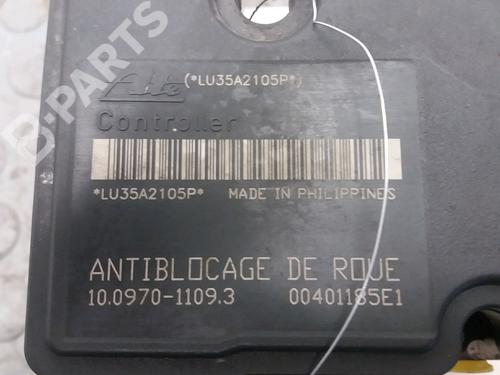 B-PARTS
(*LU35A2105P*)
Ate
Controller
*LU35A2105P* MADE IN PHILIPPINES
ANTIBLOCAGE DE ROUE
10.0970-1109.3 00401185E1